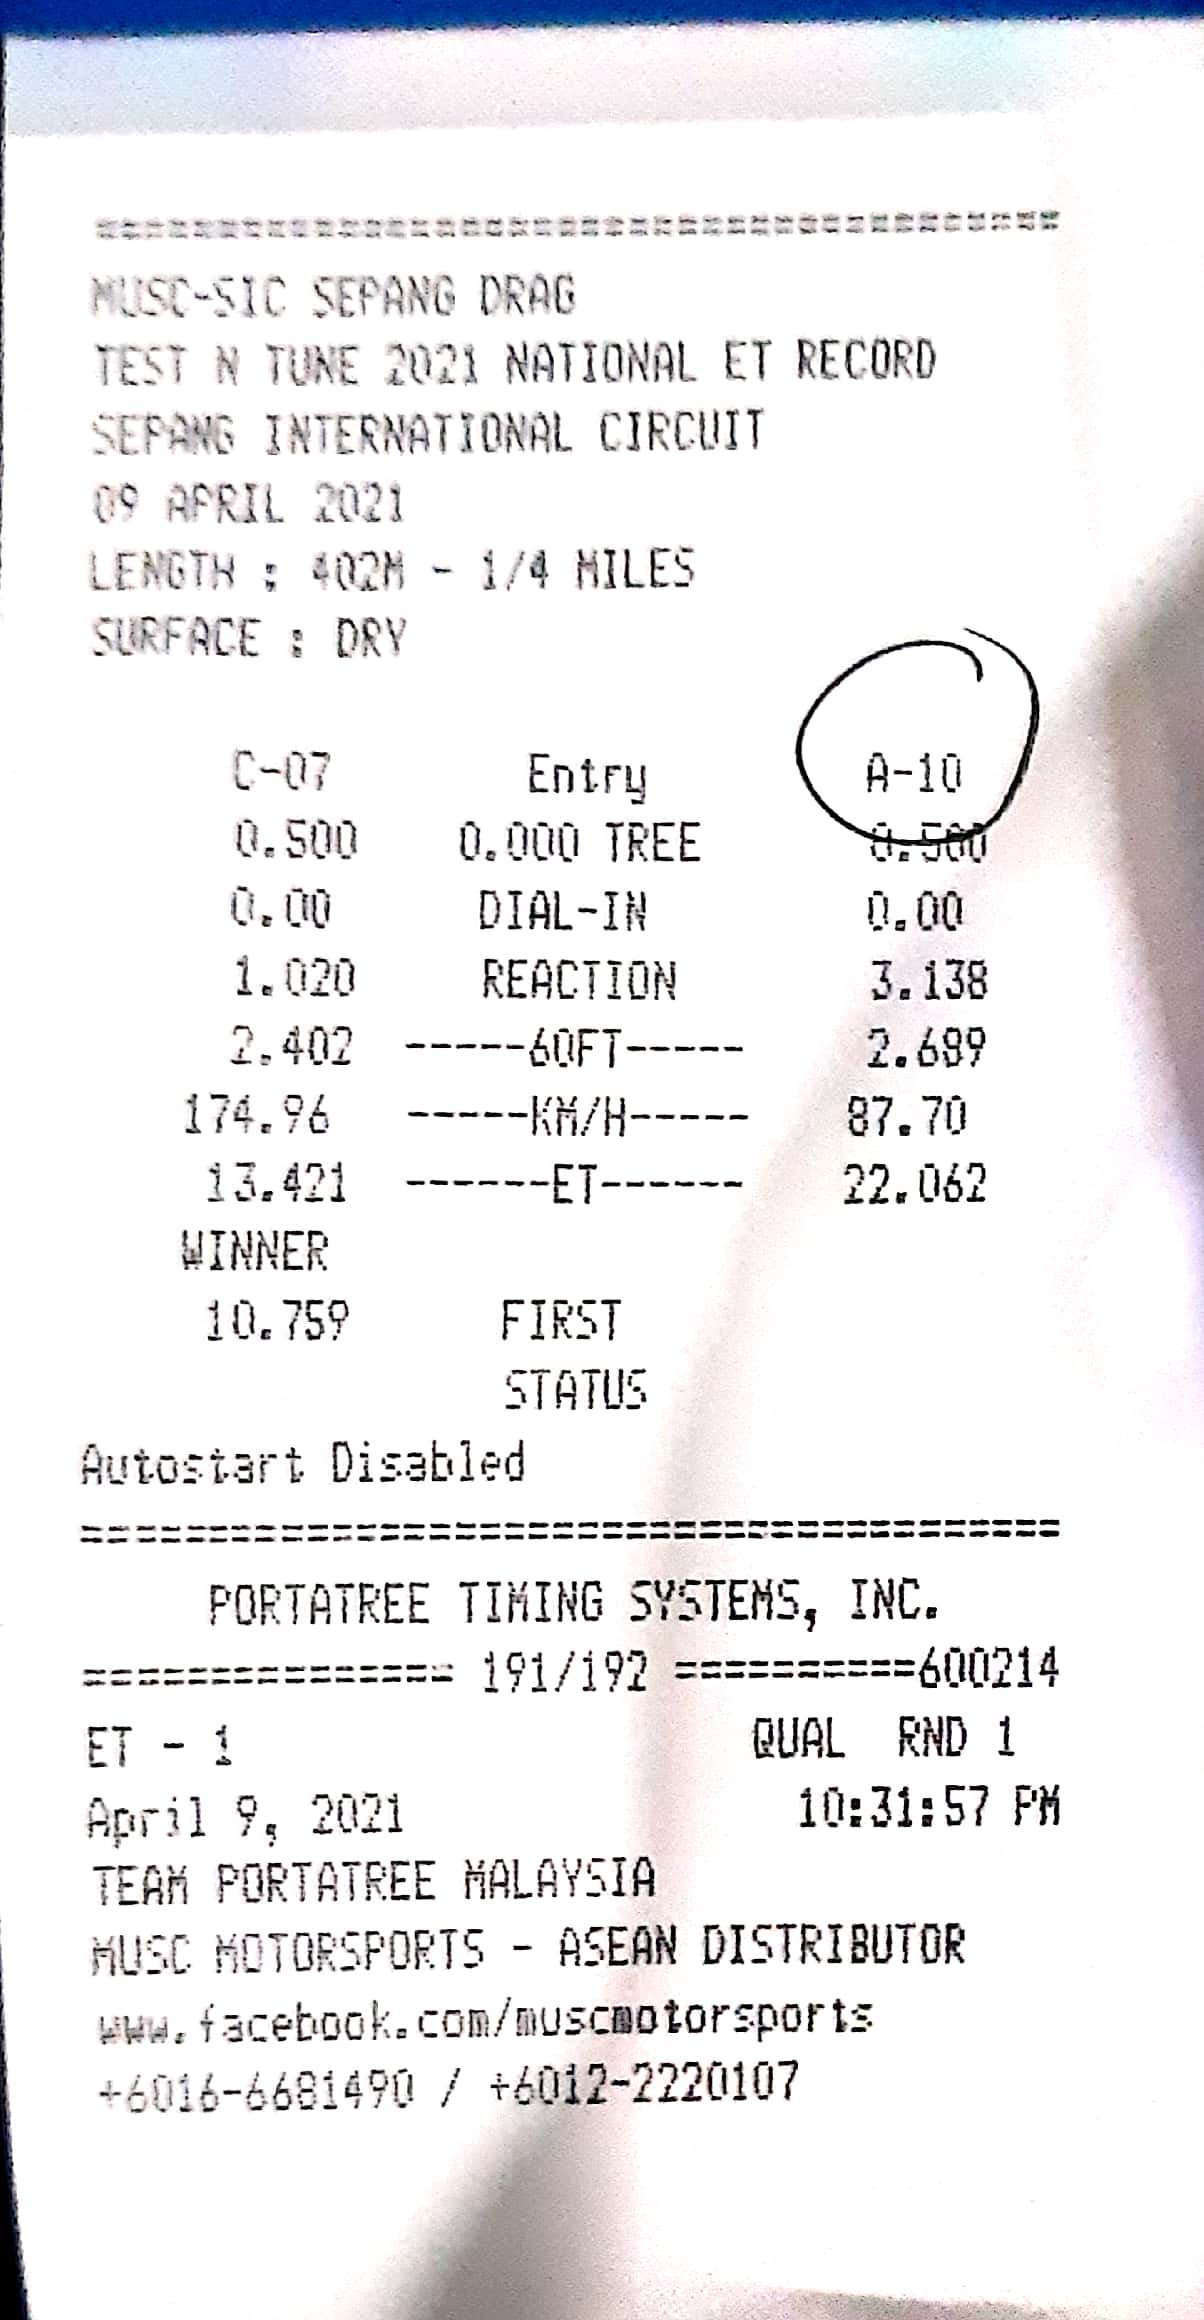 ========================================
MUSC-SIC SEPANG DRAG
TEST N TUNE 2021 NATIONAL ET RECORD
SEPANG INTERNATIONAL CIRCUIT
09 APRIL 2021
LENGTH : 402M - 1/4 MILES
SURFACE : DRY
C-07 Entry A-10
0.500 0.000 TREE 0.500
0.00 DIAL-IN 0.00
1.020 REACTION 3.138
2.402 -----60FT----- 2.689
174.96 -----KM/H----- 87.70
13.421 ------ET------ 22.062
WINNER
10.759 FIRST
STATUS
Autostart Disabled
========================================
PORTATREE TIMING SYSTEMS, INC.
=============== 191/192 ==========600214
ET - 1 QUAL RND 1
April 9, 2021 10:31:57 PM
TEAM PORTATREE MALAYSIA
MUSC MOTORSPORTS - ASEAN DISTRIBUTOR
www.facebook.com/muscmotorsports
+6016-6681490 / +6012-2220107